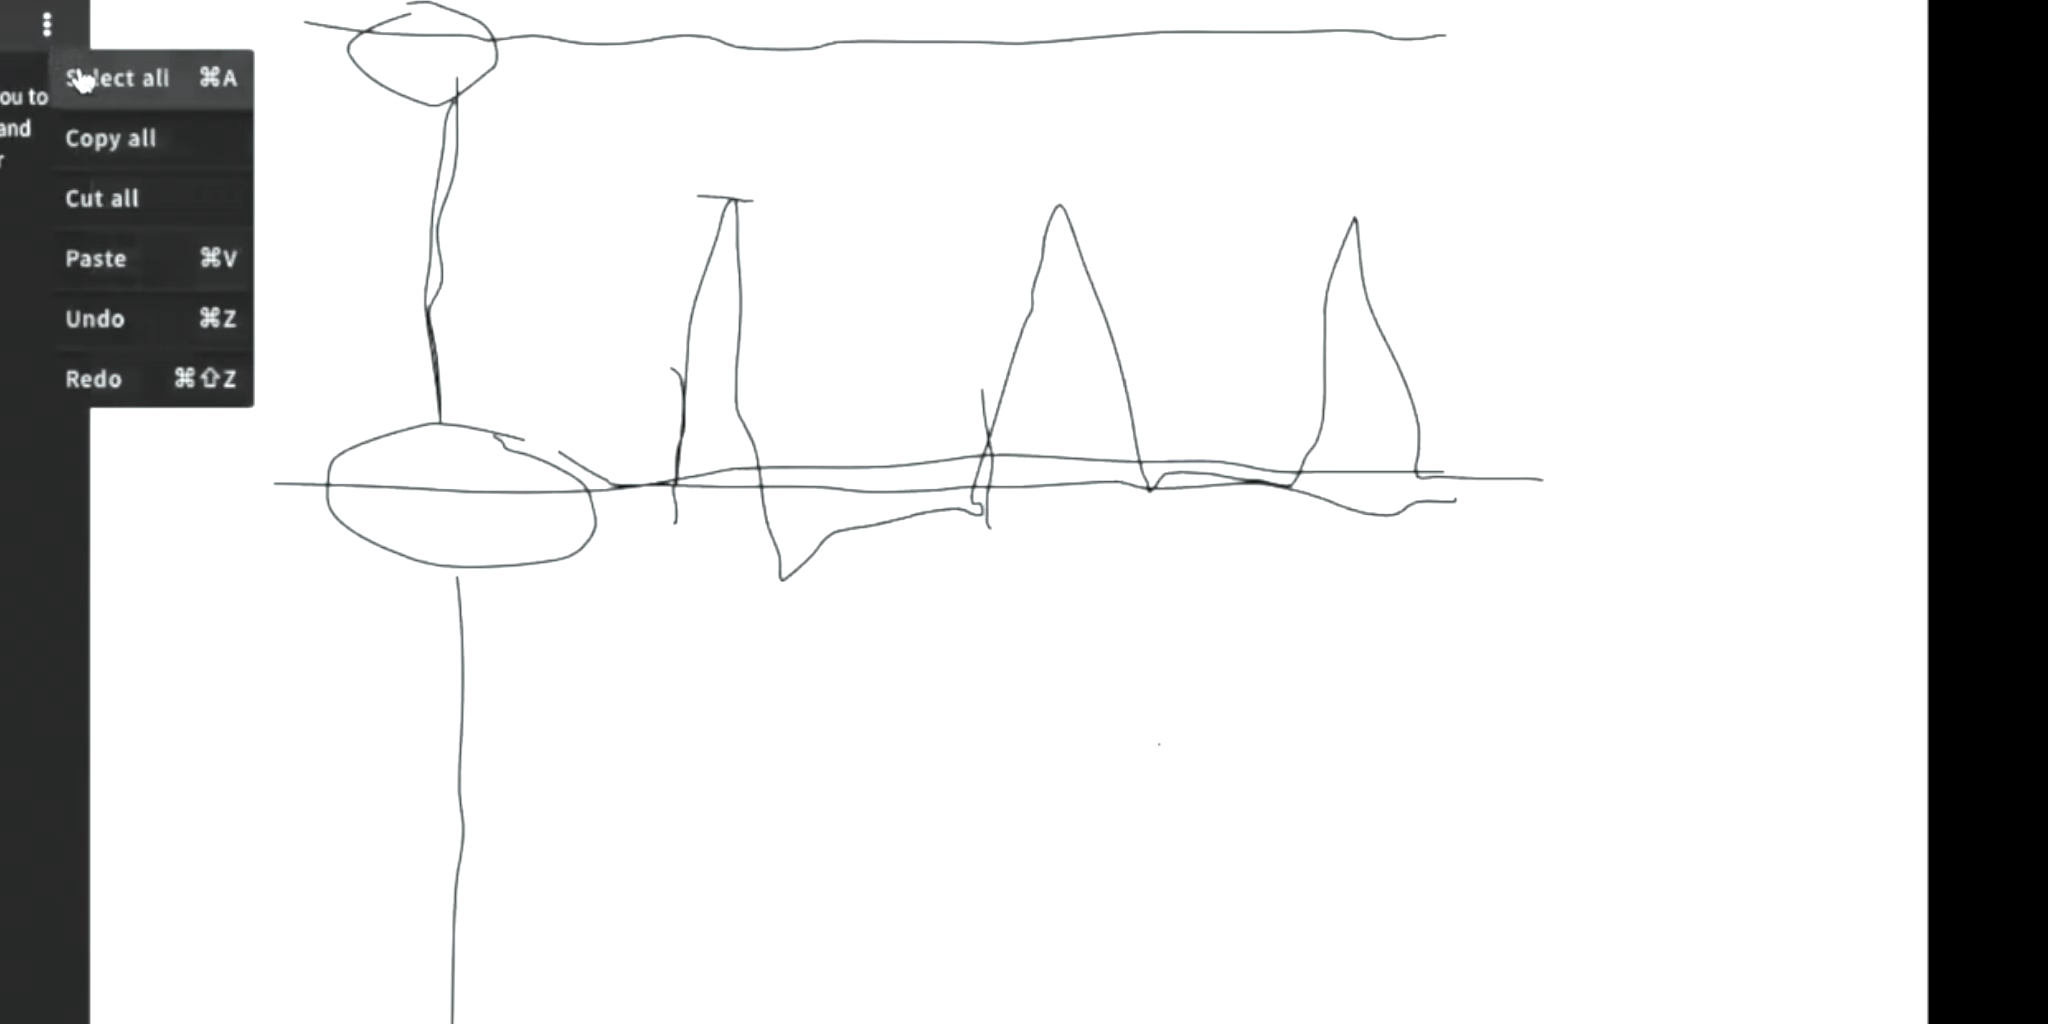 ou to
and
r
Select all ⌘A
Copy all
Cut all
Paste ⌘V
Undo ⌘Z
Redo ⌘⇧Z